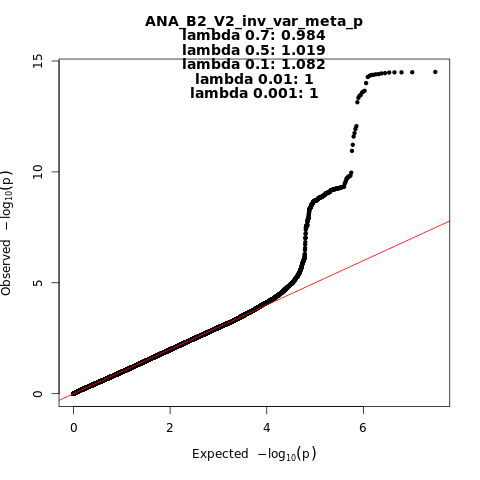 ANA_B2_V2_inv_var_meta_p
lambda 0.7: 0.984
lambda 0.5: 1.019
lambda 0.1: 1.082
lambda 0.01: 1
lambda 0.001: 1
15
10
5
0
Observed −log10(p)
0 2 4 6
Expected −log10(p)